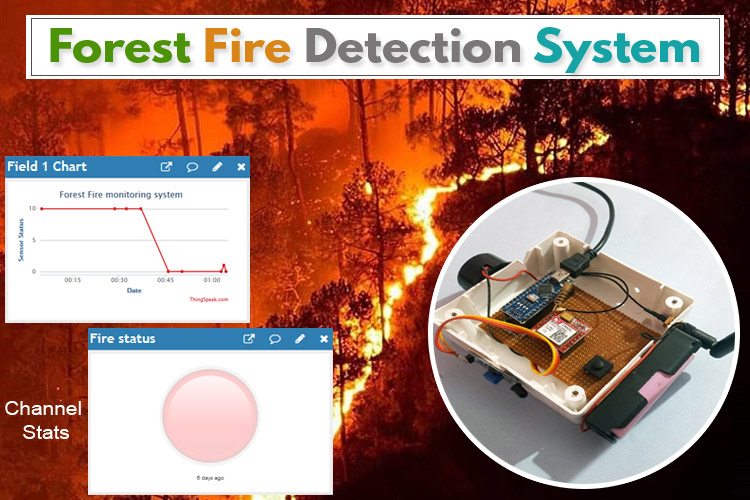 Forest Fire Detection System
Field 1 Chart
Forest Fire monitoring system
Sensor Status
10
5
0
00:15
00:30
00:45
01:00
Date
ThingSpeak.com
Fire status
6 days ago
Channel
Stats